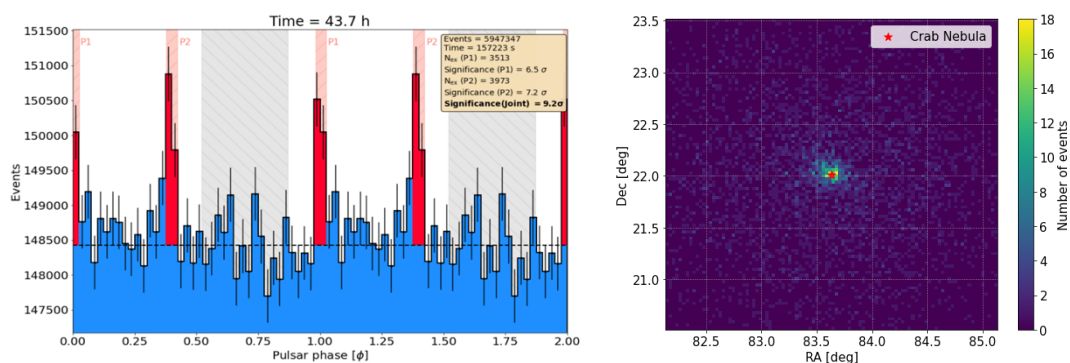 Time = 43.7 h
P1
P2
P1
P2
Events = 5947347
Time = 157223 s
N_ex (P1) = 3513
Significance (P1) = 6.5 σ
N_ex (P2) = 3973
Significance (P2) = 7.2 σ
Significance(Joint) = 9.2σ
151500
151000
150500
150000
149500
149000
148500
148000
147500
Events
0.00
0.25
0.50
0.75
1.00
1.25
1.50
1.75
2.00
Pulsar phase [ϕ]
Crab Nebula
23.5
23.0
22.5
22.0
21.5
21.0
Dec [deg]
82.5
83.0
83.5
84.0
84.5
85.0
RA [deg]
18
16
14
12
10
8
6
4
2
0
Number of events